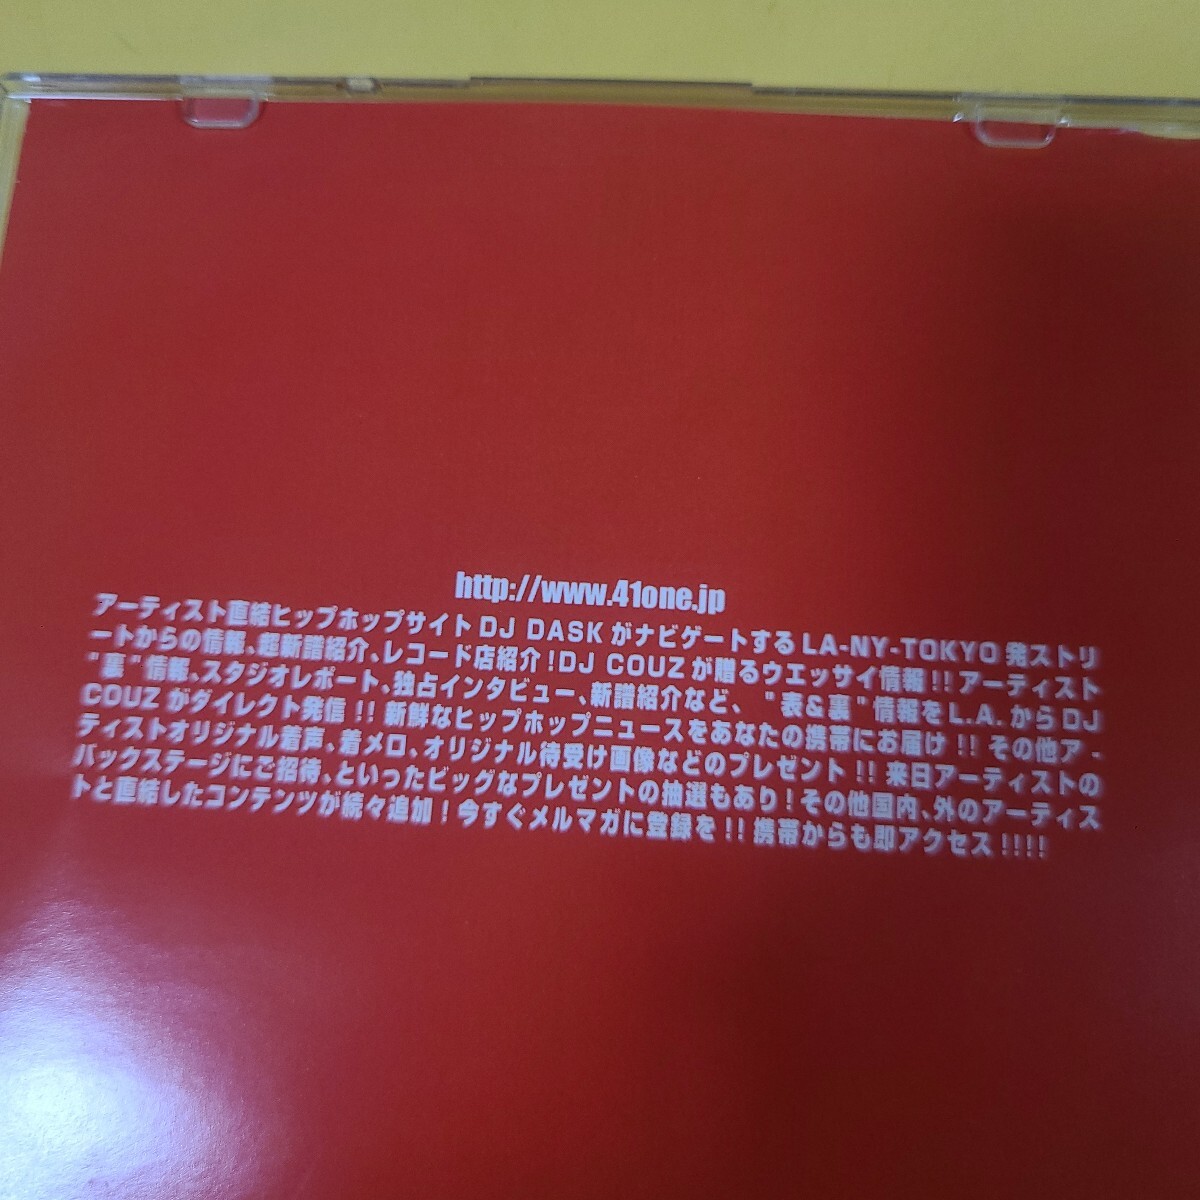 http://www.41one.jp
アーティスト直結ヒップホップサイトDJ DASKがナビゲートするLA-NY-TOKYO発ストリ
ートからの情報、超新譜紹介、レコード店紹介!DJ COUZが贈るウエッサイ情報!!アーティスト
"裏"情報、スタジオレポート、独占インタビュー、新譜紹介など、"表&裏"情報をL.A.からDJ
COUZがダイレクト発信!!新鮮なヒップホップニュースをあなたの携帯にお届け!!その他ア-
ティストオリジナル着声、着メロ、オリジナル待受け画像などのプレゼント!!来日アーティストの
バックステージにご招待、といったビッグなプレゼントの抽選もあり!その他国内、外のアーティス
トと直結したコンテンツが続々追加!今すぐメルマガに登録を!!携帯からも即アクセス!!!!